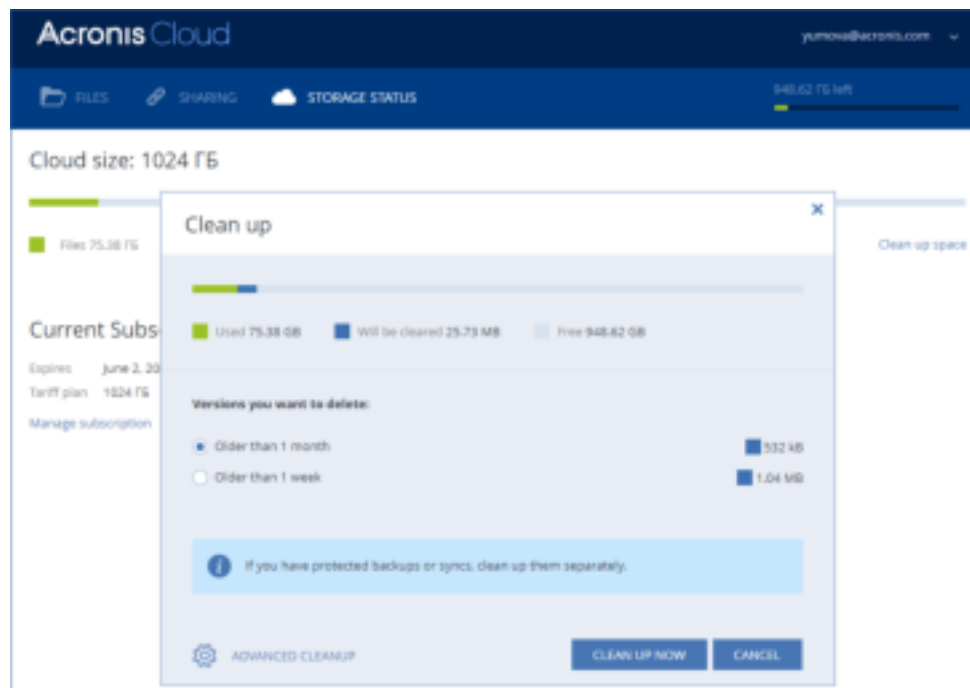 Acronis Cloud
yumova@acronis.com
FILES
SHARING
STORAGE STATUS
948.62 ГБ left
Cloud size: 1024 ГБ
Clean up
Files 75.38 ГБ
Clean up space
Used 75.38 GB
Will be cleared 25.73 MB
Free 948.62 GB
Current Subs
Expires June 2, 20
Tariff plan 1024 ГБ
Manage subscription
Versions you want to delete:
Older than 1 month
532 kB
Older than 1 week
1.04 MB
If you have protected backups or syncs, clean up them separately.
ADVANCED CLEANUP
CLEAN UP NOW
CANCEL